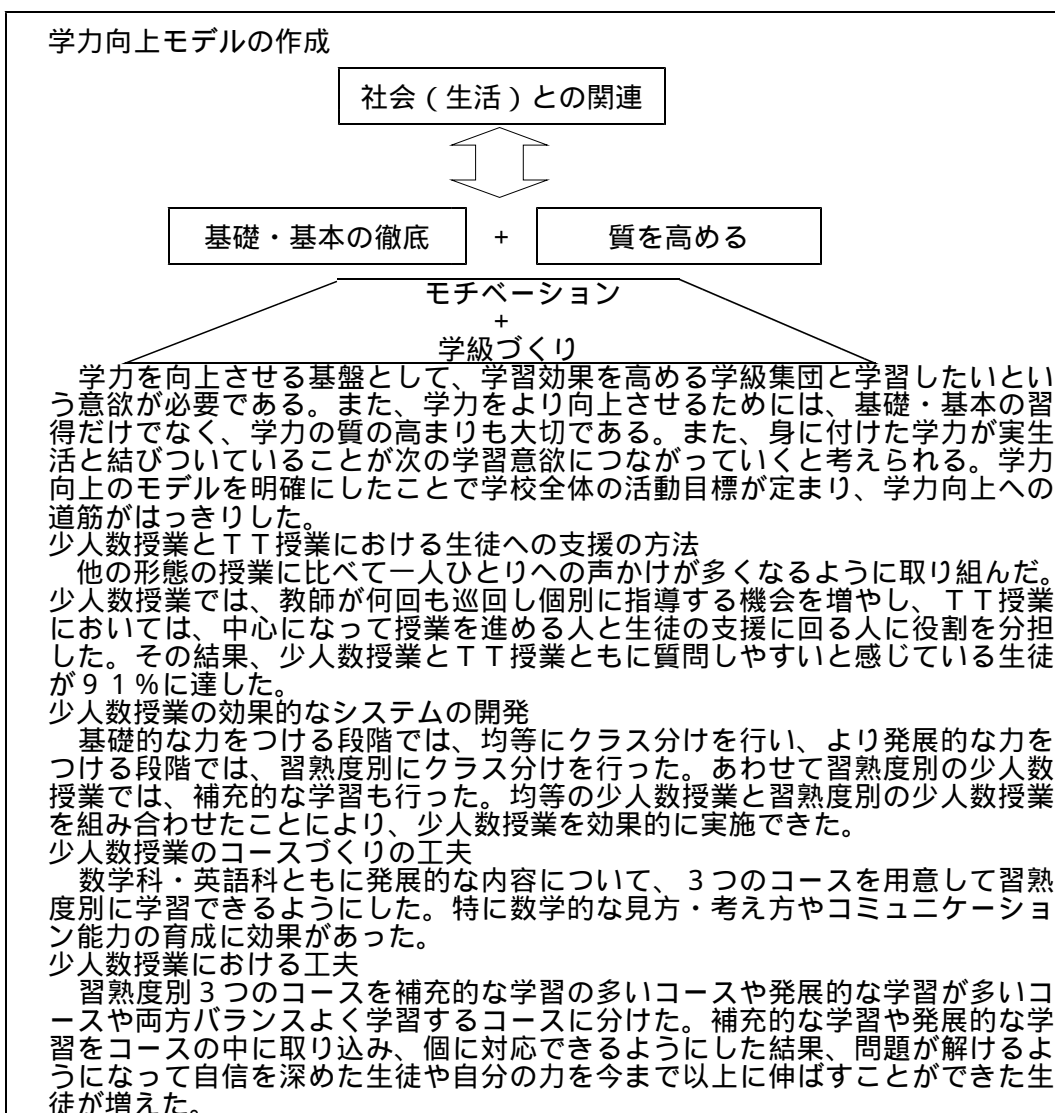 学力向上モデルの作成
社会（生活）との関連
基礎・基本の徹底 + 質を高める
モチベーション
+
学級づくり
学力を向上させる基盤として、学習効果を高める学級集団と学習したいとい
う意欲が必要である。また、学力をより向上させるためには、基礎・基本の習
得だけでなく、学力の質の高まりも大切である。また、身に付けた学力が実生
活と結びついていることが次の学習意欲につながっていくと考えられる。学力
向上のモデルを明確にしたことで学校全体の活動目標が定まり、学力向上への
道筋がはっきりした。
少人数授業とＴＴ授業における生徒への支援の方法
他の形態の授業に比べて一人ひとりへの声かけが多くなるように取り組んだ。
少人数授業では、教師が何回も巡回し個別に指導する機会を増やし、ＴＴ授業
においては、中心になって授業を進める人と生徒の支援に回る人に役割を分担
した。その結果、少人数授業とＴＴ授業ともに質問しやすいと感じている生徒
が９１％に達した。
少人数授業の効果的なシステムの開発
基礎的な力をつける段階では、均等にクラス分けを行い、より発展的な力を
つける段階では、習熟度別にクラス分けを行った。あわせて習熟度別の少人数
授業では、補充的な学習も行った。均等の少人数授業と習熟度別の少人数授業
を組み合わせたことにより、少人数授業を効果的に実施できた。
少人数授業のコースづくりの工夫
数学科・英語科ともに発展的な内容について、３つのコースを用意して習熟
度別に学習できるようにした。特に数学的な見方・考え方やコミュニケーショ
ン能力の育成に効果があった。
少人数授業における工夫
習熟度別３つのコースを補充的な学習の多いコースや発展的な学習が多いコ
ースや両方バランスよく学習するコースに分けた。補充的な学習や発展的な学
習をコースの中に取り込み、個に対応できるようにした結果、問題が解けるよ
うになって自信を深めた生徒や自分の力を今まで以上に伸ばすことができた生
徒が増えた。